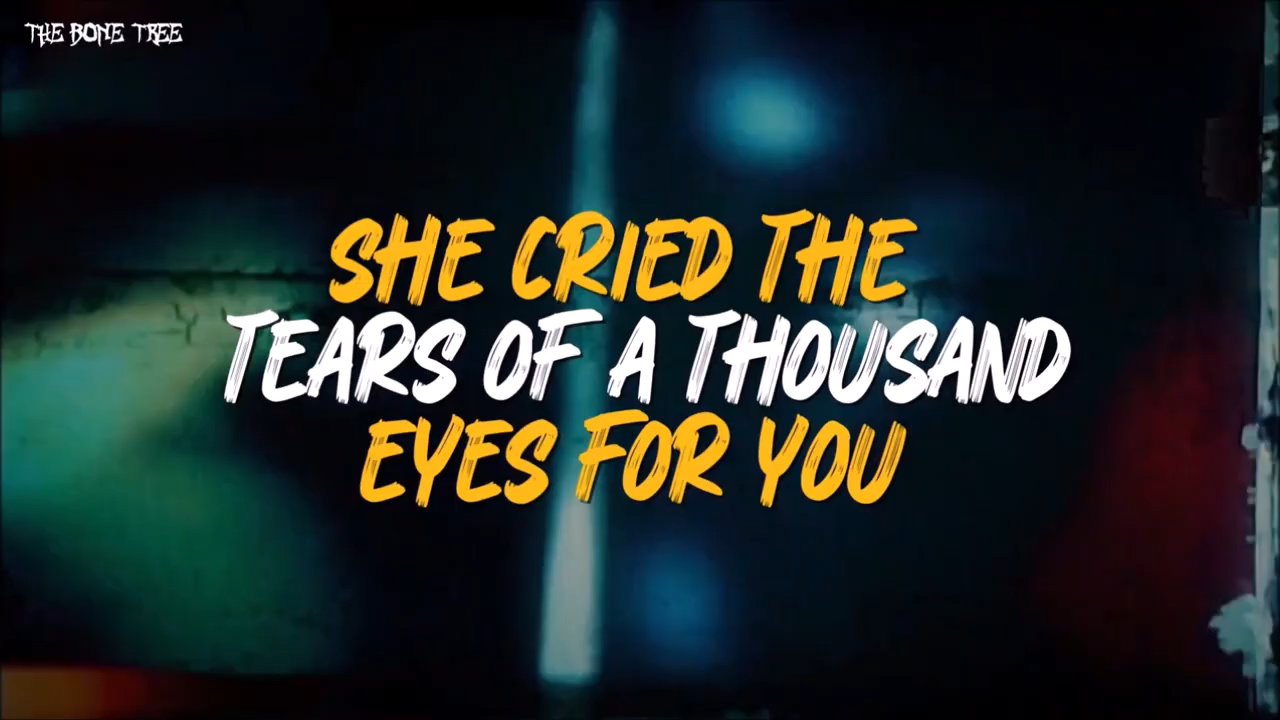 THE BONE TREE
SHE CRIED THE
TEARS OF A THOUSAND
EYES FOR YOU